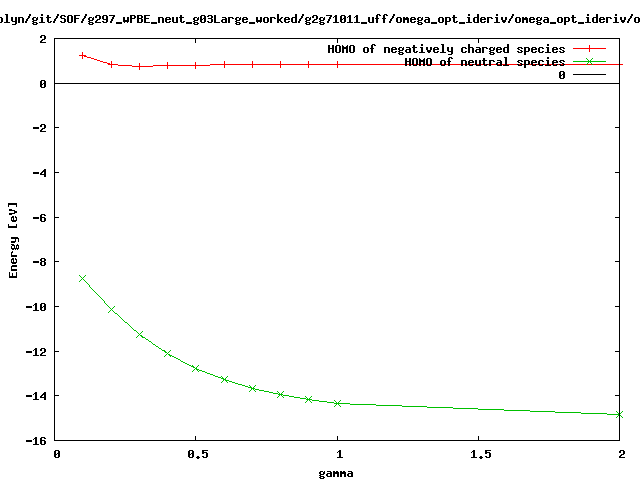 olyn/git/SOF/g297_wPBE_neut_g03Large_worked/g2g71011_uff/omega_opt_ideriv/omega_opt_ideriv/o
HOMO of negatively charged species
HOMO of neutral species
0
2
0
-2
-4
-6
-8
-10
-12
-14
-16
Energy [eV]
0 0.5 1 1.5 2
gamma